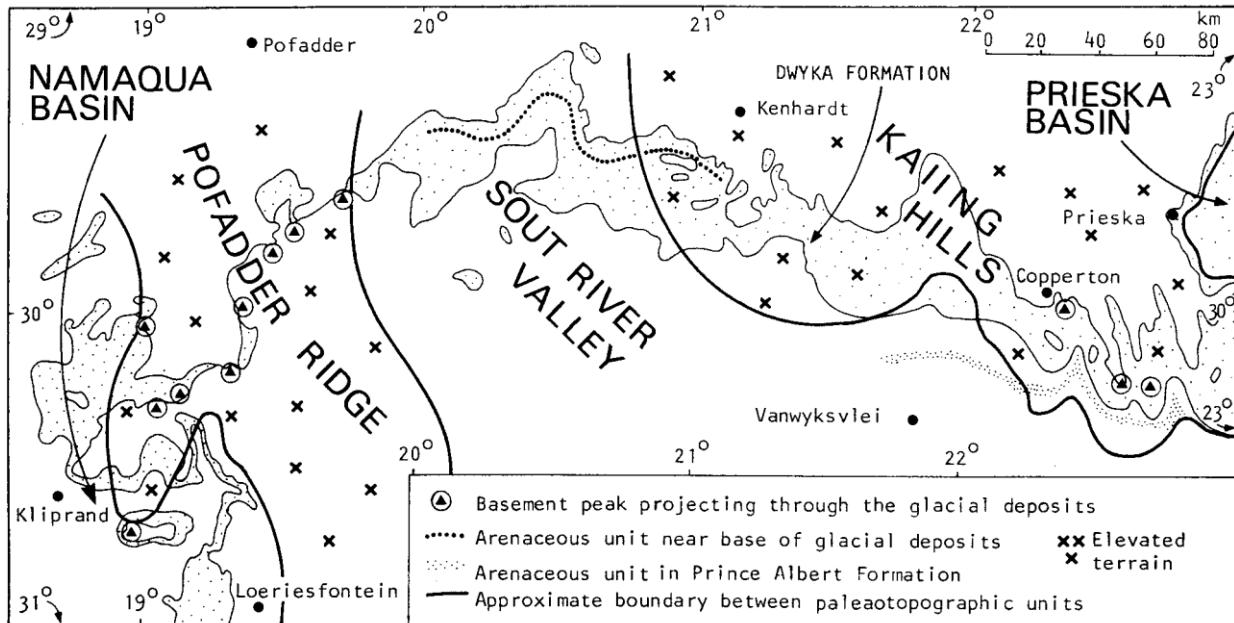 29° 19° 20° 21° 22° km
0 20 40 60 80
Pofadder
NAMAQUA
BASIN
DWYKA FORMATION
Kenhardt
PRIESKA
BASIN
23°
POFADDER
RIDGE
SOUT RIVER
VALLEY
KAIING
HILLS
Prieska
Copperton
30°
30°
Vanwyksvlei
23°
20° 21° 22°
Kliprand
Loeriesfontein
31° 19°
Basement peak projecting through the glacial deposits
Arenaceous unit near base of glacial deposits
Elevated
terrain
Arenaceous unit in Prince Albert Formation
Approximate boundary between paleaotopographic units